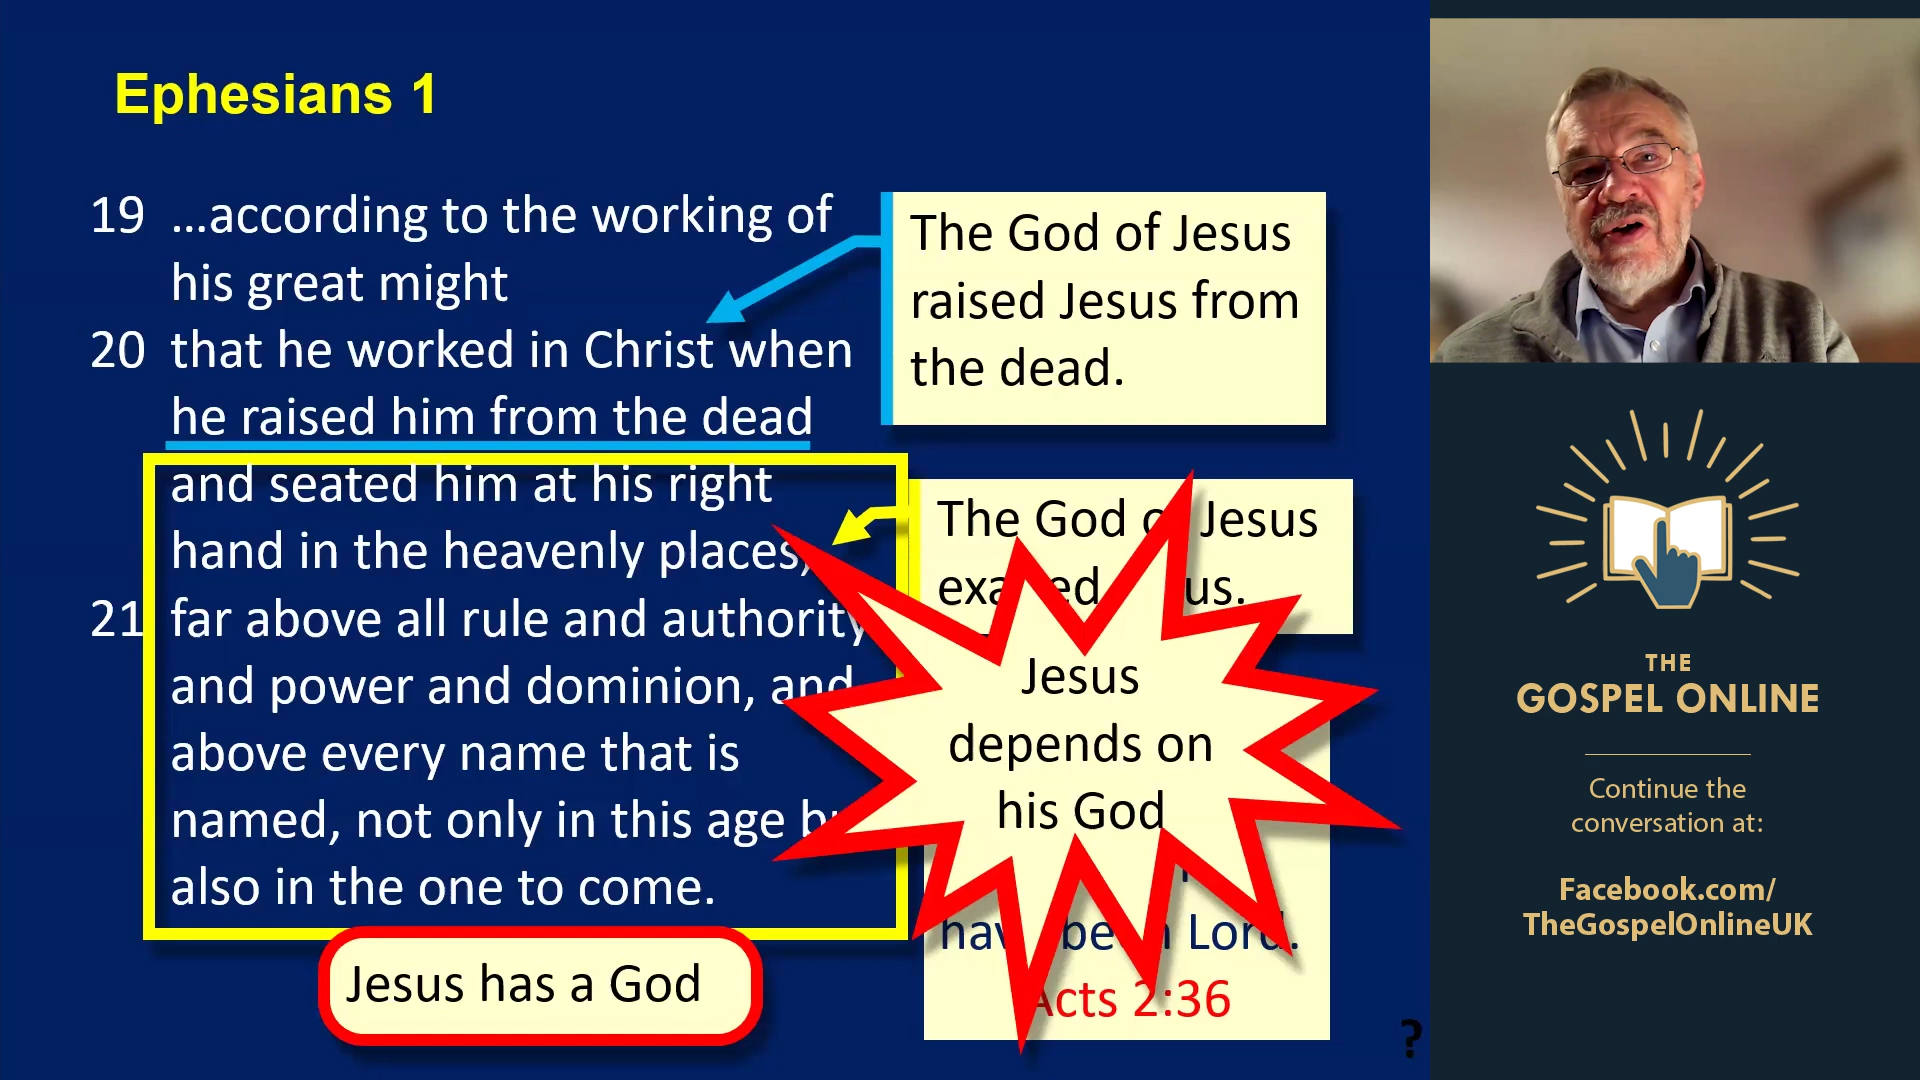 Ephesians 1
19 ...according to the working of
his great might
20 that he worked in Christ when
he raised him from the dead
and seated him at his right
hand in the heavenly places,
21 far above all rule and authority
and power and dominion, and
above every name that is
named, not only in this age
also in the one to come.
Jesus has a God
The God of Jesus
raised Jesus from
the dead.
The God Jesus
Jesus
depends on
his God
Lord.
Acts 2:36
?
THE
GOSPEL ONLINE
Continue the
conversation at:
Facebook.com/
TheGospelOnlineUK